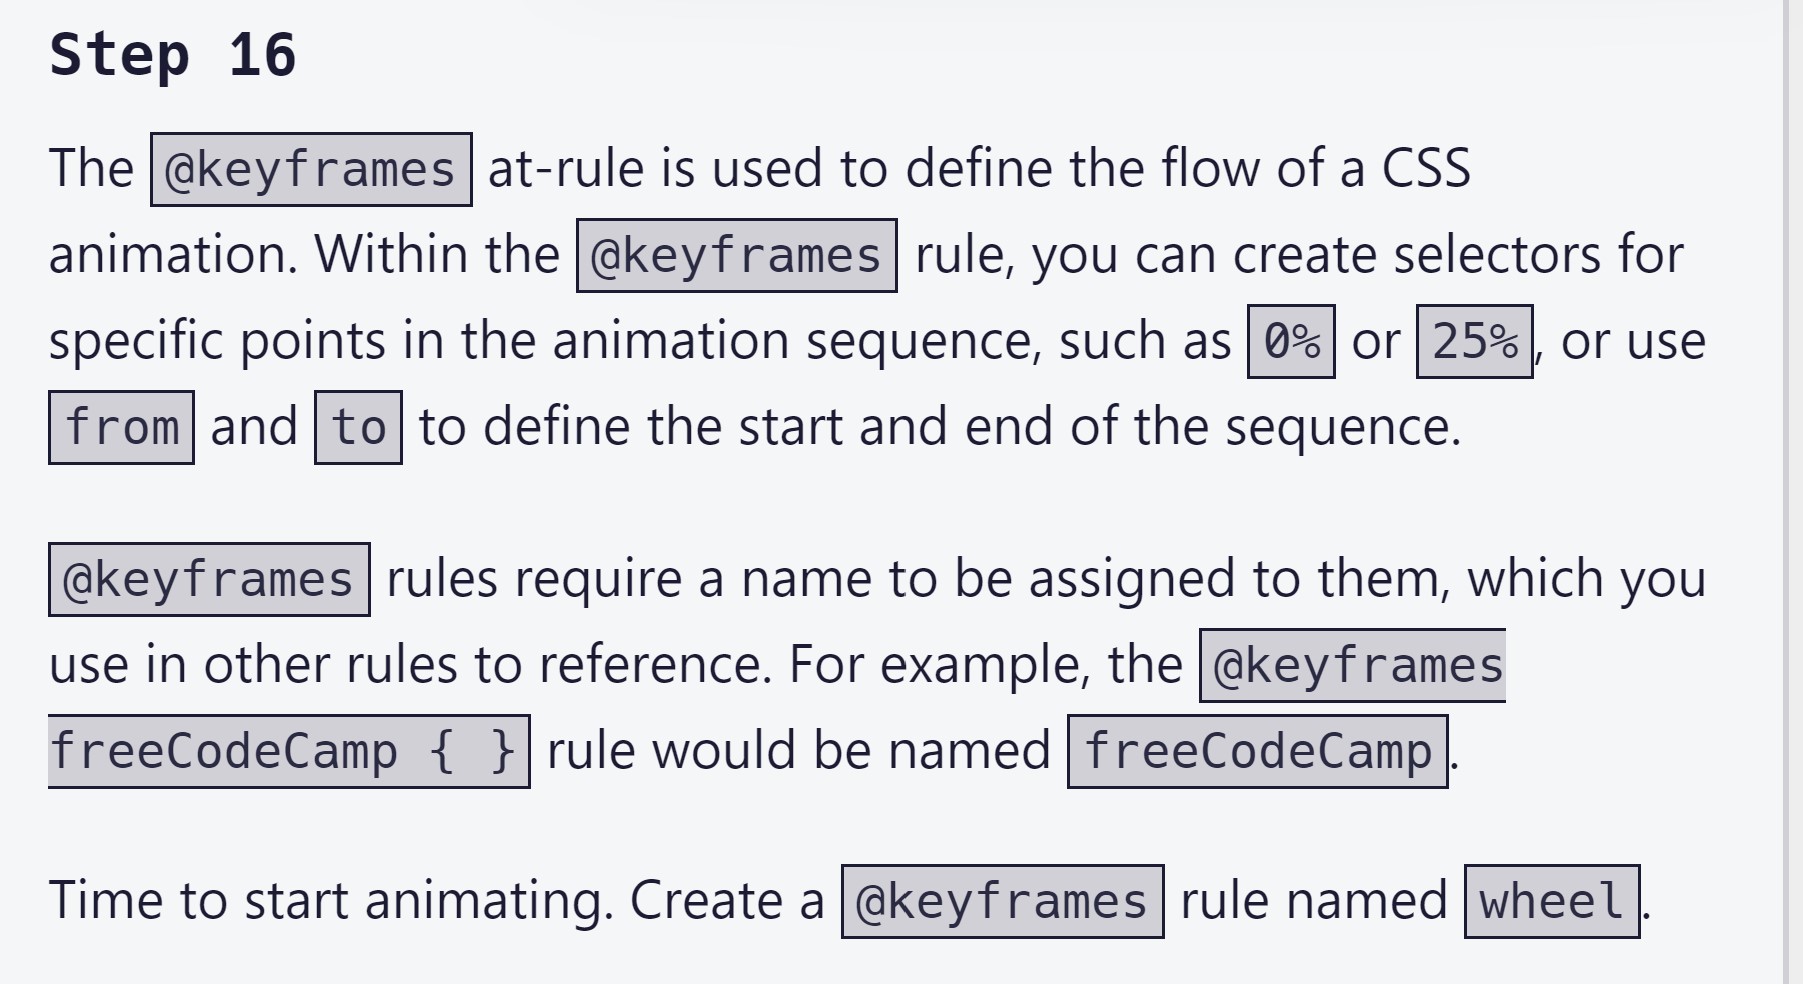 Step 16
The @keyframes at-rule is used to define the flow of a CSS
animation. Within the @keyframes rule, you can create selectors for
specific points in the animation sequence, such as 0% or 25%, or use
from and to to define the start and end of the sequence.
@keyframes rules require a name to be assigned to them, which you
use in other rules to reference. For example, the @keyframes
freeCodeCamp { } rule would be named freeCodeCamp.
Time to start animating. Create a @keyframes rule named wheel.